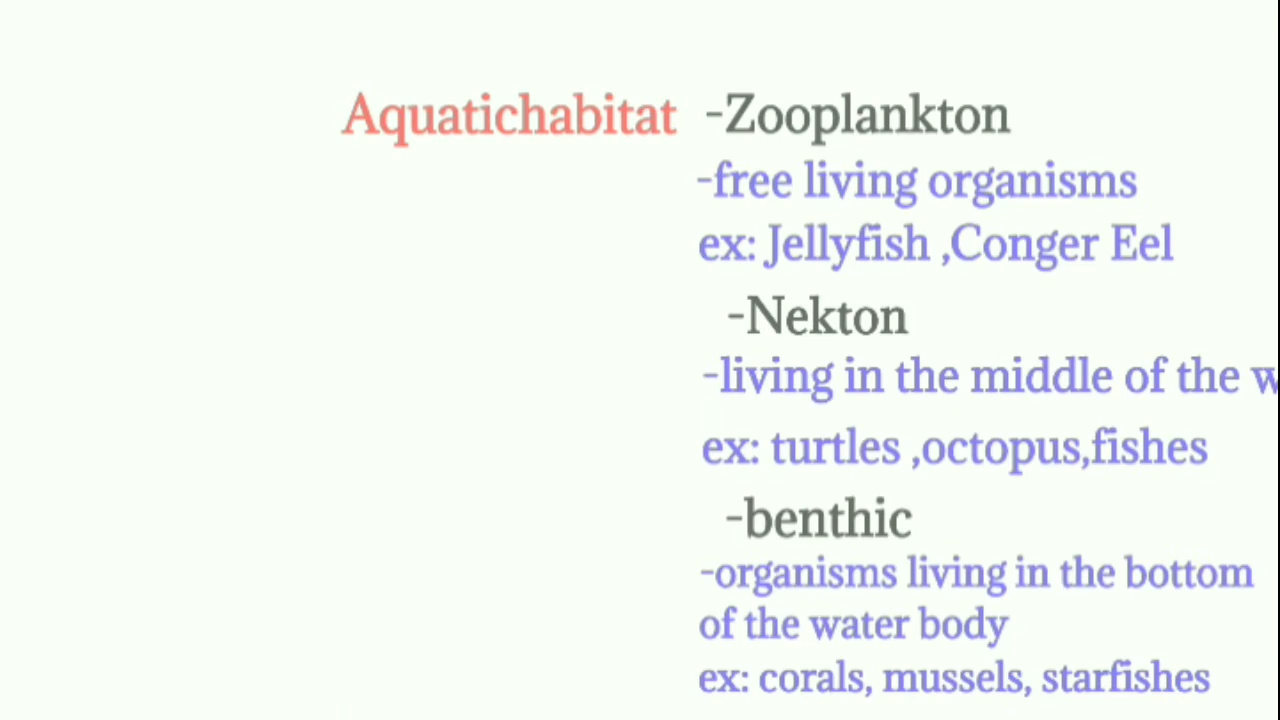 Aquatichabitat -Zooplankton
-free living organisms
ex: Jellyfish ,Conger Eel
-Nekton
-living in the middle of the
ex: turtles ,octopus,fishes
-benthic
-organisms living in the bottom
of the water body
ex: corals, mussels, starfishes